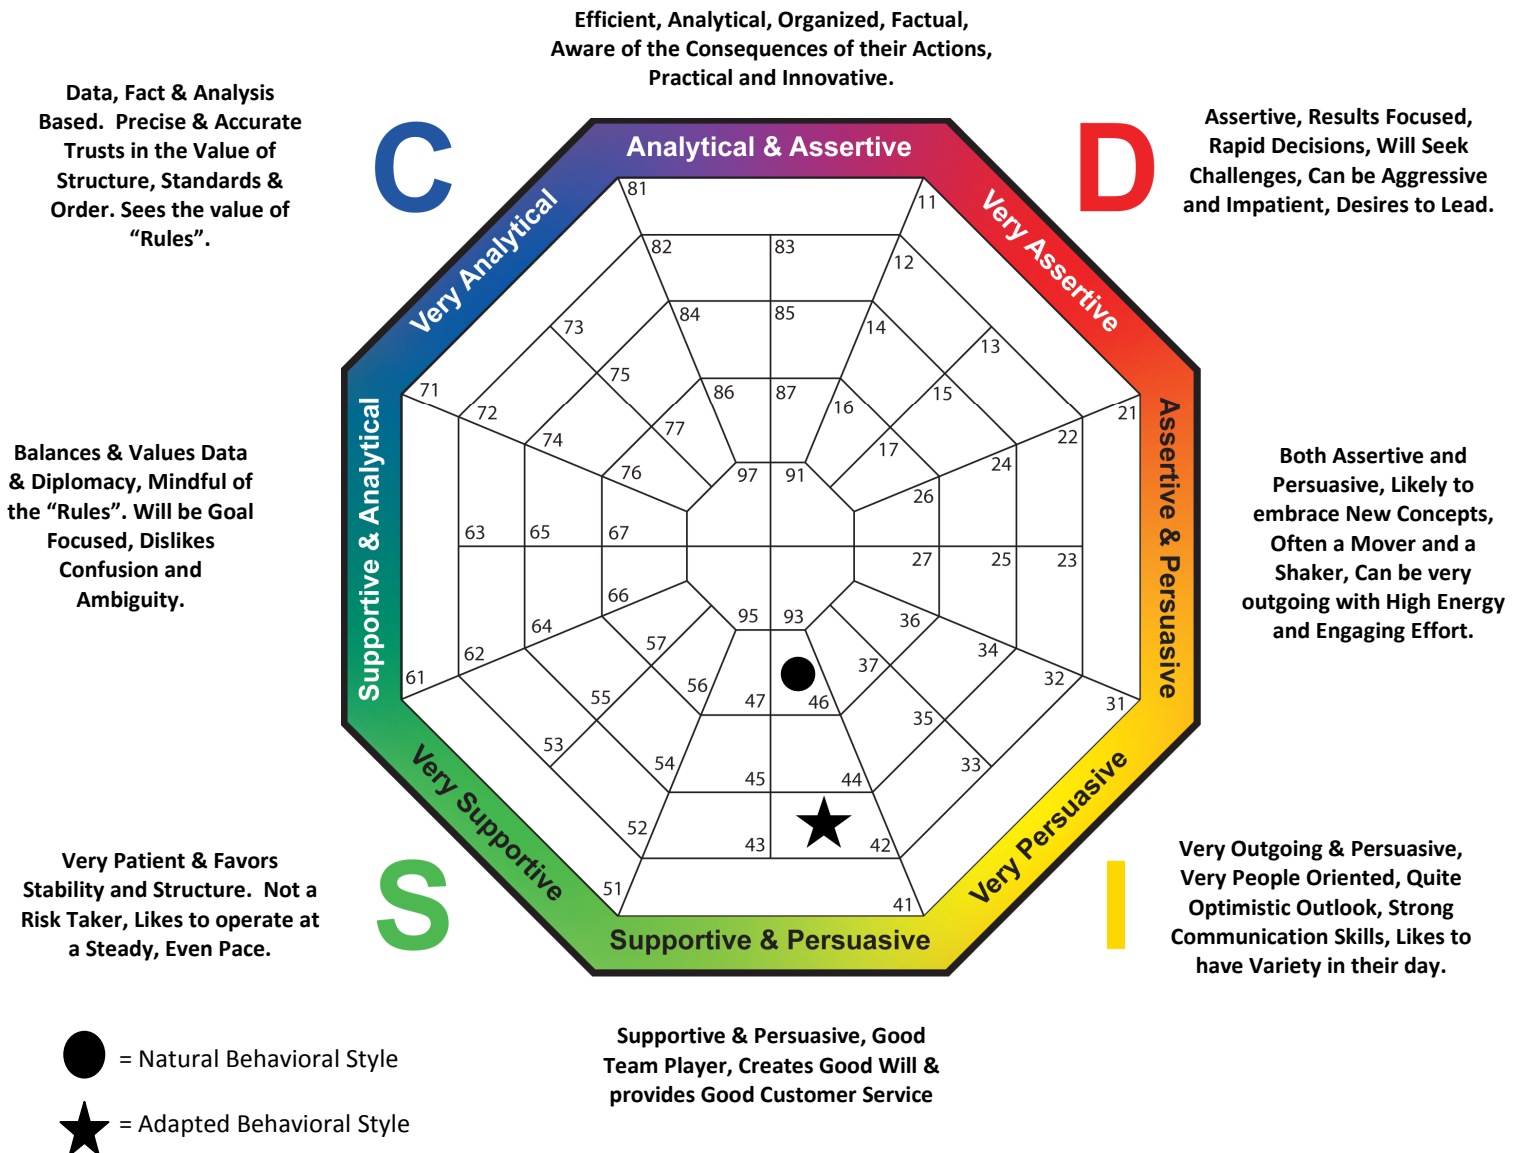 Efficient, Analytical, Organized, Factual,
Aware of the Consequences of their Actions,
Practical and Innovative.
Data, Fact & Analysis
Based.  Precise & Accurate
Trusts in the Value of
Structure, Standards &
Order. Sees the value of
“Rules”.
C
D
Assertive, Results Focused,
Rapid Decisions, Will Seek
Challenges, Can be Aggressive
and Impatient, Desires to Lead.
Analytical & Assertive
Very Analytical
Very Assertive
81
11
82
83
12
84
85
14
73
13
75
15
71
86
87
16
21
72
77
17
22
74
76
97
91
24
26
Balances & Values Data
& Diplomacy, Mindful of
the “Rules”. Will be Goal
Focused, Dislikes
Confusion and
Ambiguity.
Supportive & Analytical
Assertive & Persuasive
Both Assertive and
Persuasive, Likely to
embrace New Concepts,
Often a Mover and a
Shaker, Can be very
outgoing with High Energy
and Engaging Effort.
63
65
67
27
25
23
66
64
95
93
36
62
57
34
61
56
37
32
55
47
46
31
53
35
54
45
44
33
52
43
42
51
41
Very Supportive
Very Persuasive
Supportive & Persuasive
Very Patient & Favors
Stability and Structure.  Not a
Risk Taker, Likes to operate at
a Steady, Even Pace.
S
I
Very Outgoing & Persuasive,
Very People Oriented, Quite
Optimistic Outlook, Strong
Communication Skills, Likes to
have Variety in their day.
Supportive & Persuasive, Good
Team Player, Creates Good Will &
provides Good Customer Service
= Natural Behavioral Style
= Adapted Behavioral Style